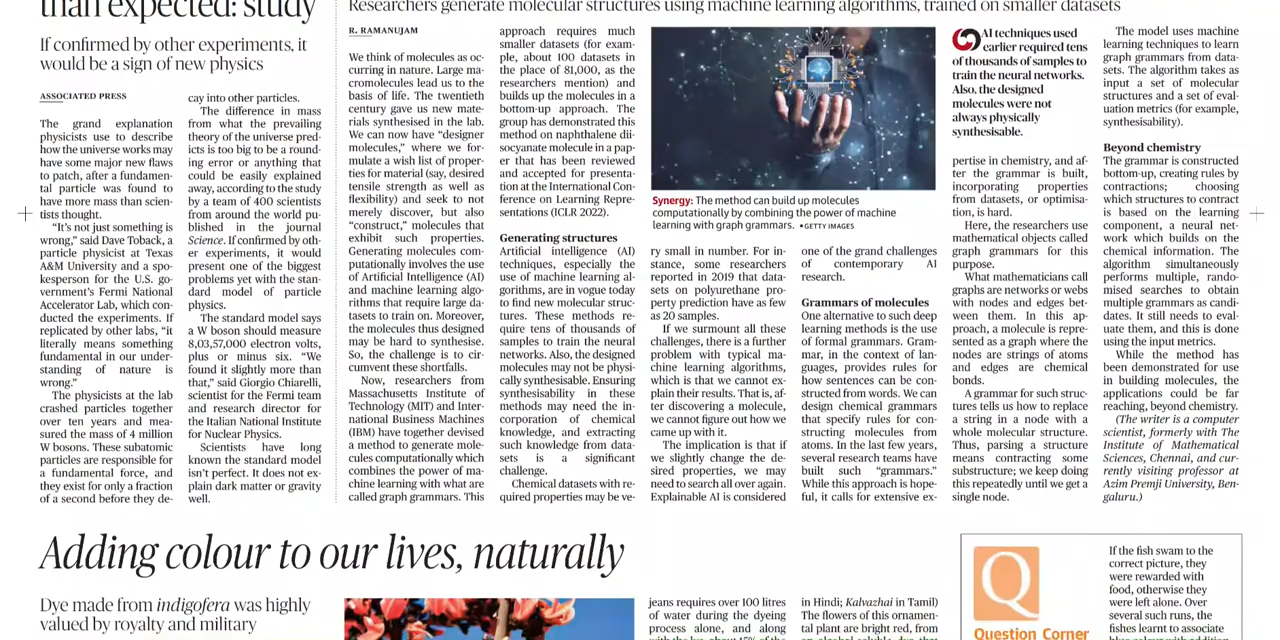 than expected: study
If confirmed by other experiments, it
would be a sign of new physics
ASSOCIATED PRESS
The grand explanation
physicists use to describe
how the universe works may
have some major new flaws
to patch, after a fundamen-
tal particle was found to
have more mass than scien-
tists thought.
“It’s not just something is
wrong,” said Dave Toback, a
particle physicist at Texas
A&M University and a spo-
kesperson for the U.S. go-
vernment’s Fermi National
Accelerator Lab, which con-
ducted the experiments. If
replicated by other labs, “it
literally means something
fundamental in our under-
standing of nature is
wrong.”
The physicists at the lab
crashed particles together
over ten years and mea-
sured the mass of 4 million
W bosons. These subatomic
particles are responsible for
a fundamental force, and
they exist for only a fraction
of a second before they de-
cay into other particles.
The difference in mass
from what the prevailing
theory of the universe pred-
icts is too big to be a round-
ing error or anything that
could be easily explained
away, according to the study
by a team of 400 scientists
from around the world pu-
blished in the journal
Science. If confirmed by oth-
er experiments, it would
present one of the biggest
problems yet with the stan-
dard model of particle
physics.
The standard model says
a W boson should measure
8,03,57,000 electron volts,
plus or minus six. “We
found it slightly more than
that,” said Giorgio Chiarelli,
scientist for the Fermi team
and research director for
the Italian National Institute
for Nuclear Physics.
Scientists have long
known the standard model
isn’t perfect. It does not ex-
plain dark matter or gravity
well.
Researchers generate molecular structures using machine learning algorithms, trained on smaller datasets
R. RAMANUJAM
We think of molecules as oc-
curring in nature. Large ma-
cromolecules lead us to the
basis of life. The twentieth
century gave us new mate-
rials synthesised in the lab.
We can now have “designer
molecules,” where we for-
mulate a wish list of proper-
ties for material (say, desired
tensile strength as well as
flexibility) and seek to not
merely discover, but also
“construct,” molecules that
exhibit such properties.
Generating molecules com-
putationally involves the use
of Artificial Intelligence (AI)
and machine learning algo-
rithms that require large da-
tasets to train on. Moreover,
the molecules thus designed
may be hard to synthesise.
So, the challenge is to cir-
cumvent these shortfalls.
Now, researchers from
Massachusetts Institute of
Technology (MIT) and Inter-
national Business Machines
(IBM) have together devised
a method to generate mole-
cules computationally which
combines the power of ma-
chine learning with what are
called graph grammars. This
approach requires much
smaller datasets (for exam-
ple, about 100 datasets in
the place of 81,000, as the
researchers mention) and
builds up the molecules in a
bottom-up approach. The
group has demonstrated this
method on naphthalene dii-
socyanate molecule in a pap-
er that has been reviewed
and accepted for presenta-
tion at the International Con-
ference on Learning Repre-
sentations (ICLR 2022).
Generating structures
Artificial intelligence (AI)
techniques, especially the
use of machine learning al-
gorithms, are in vogue today
to find new molecular struc-
tures. These methods re-
quire tens of thousands of
samples to train the neural
networks. Also, the designed
molecules may not be physi-
cally synthesisable. Ensuring
synthesisability in these
methods may need the in-
corporation of chemical
knowledge, and extracting
such knowledge from data-
sets is a significant
challenge.
Chemical datasets with re-
quired properties may be ve-
Synergy: The method can build up molecules
computationally by combining the power of machine
learning with graph grammars. •GETTY IMAGES
ry small in number. For in-
stance, some researchers
reported in 2019 that data-
sets on polyurethane pro-
perty prediction have as few
as 20 samples.
If we surmount all these
challenges, there is a further
problem with typical ma-
chine learning algorithms,
which is that we cannot ex-
plain their results. That is, af-
ter discovering a molecule,
we cannot figure out how we
came up with it.
The implication is that if
we slightly change the de-
sired properties, we may
need to search all over again.
Explainable AI is considered
one of the grand challenges
of contemporary AI
research.
Grammars of molecules
One alternative to such deep
learning methods is the use
of formal grammars. Gram-
mar, in the context of lan-
guages, provides rules for
how sentences can be con-
structed from words. We can
design chemical grammars
that specify rules for con-
structing molecules from
atoms. In the last few years,
several research teams have
built such “grammars.”
While this approach is hope-
ful, it calls for extensive ex-
AI techniques used
earlier required tens
of thousands of samples to
train the neural networks.
Also, the designed
molecules were not
always physically
synthesisable.
pertise in chemistry, and af-
ter the grammar is built,
incorporating properties
from datasets, or optimisa-
tion, is hard.
Here, the researchers use
mathematical objects called
graph grammars for this
purpose.
What mathematicians call
graphs are networks or webs
with nodes and edges bet-
ween them. In this ap-
proach, a molecule is repre-
sented as a graph where the
nodes are strings of atoms
and edges are chemical
bonds.
A grammar for such struc-
tures tells us how to replace
a string in a node with a
whole molecular structure.
Thus, parsing a structure
means contracting some
substructure; we keep doing
this repeatedly until we get a
single node.
The model uses machine
learning techniques to learn
graph grammars from data-
sets. The algorithm takes as
input a set of molecular
structures and a set of eval-
uation metrics (for example,
synthesisability).
Beyond chemistry
The grammar is constructed
bottom-up, creating rules by
contractions; choosing
which structures to contract
is based on the learning
component, a neural net-
work which builds on the
chemical information. The
algorithm simultaneously
performs multiple, rando-
mised searches to obtain
multiple grammars as candi-
dates. It still needs to eval-
uate them, and this is done
using the input metrics.
While the method has
been demonstrated for use
in building molecules, the
applications could be far
reaching, beyond chemistry.
(The writer is a computer
scientist, formerly with The
Institute of Mathematical
Sciences, Chennai, and cur-
rently visiting professor at
Azim Premji University, Ben-
galuru.)
Adding colour to our lives, naturally
Dye made from indigofera was highly
valued by royalty and military
jeans requires over 100 litres
of water during the dyeing
process alone, and along
in Hindi; Kalvazhai in Tamil)
The flowers of this ornamen-
tal plant are bright red, from
Q
Question Corner
If the fish swam to the
correct picture, they
were rewarded with
food, otherwise they
were left alone. Over
several such runs, the
fishes learnt to associate